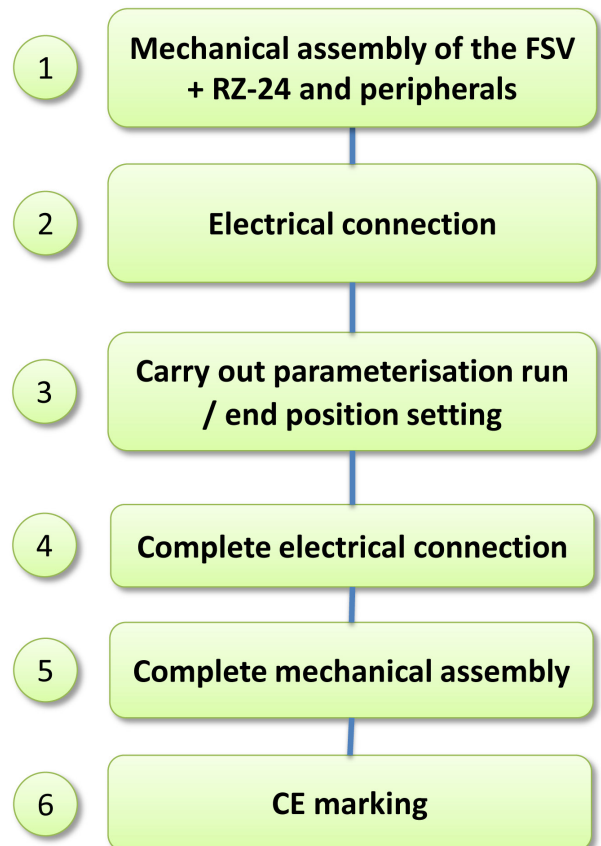 1
Mechanical assembly of the FSV
+ RZ-24 and peripherals
2
Electrical connection
3
Carry out parameterisation run
/ end position setting
4
Complete electrical connection
5
Complete mechanical assembly
6
CE marking